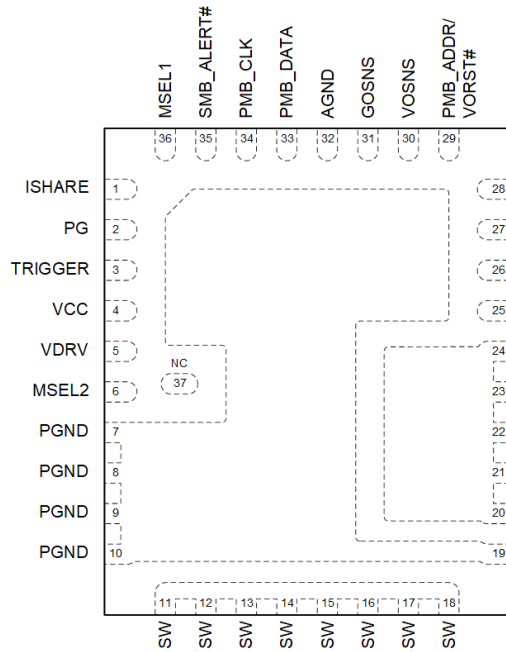 MSEL1
SMB_ALERT#
PMB_CLK
PMB_DATA
AGND
GOSNS
VOSNS
PMB_ADDR/
VORST#
36
35
34
33
32
31
30
29
ISHARE 1
PG 2
TRIGGER 3
VCC 4
VDRV 5
MSEL2 6
PGND 7
PGND 8
PGND 9
PGND 10
NC
37
28
27
26
25
24
23
22
21
20
19
11
12
13
14
15
16
17
18
SW
SW
SW
SW
SW
SW
SW
SW